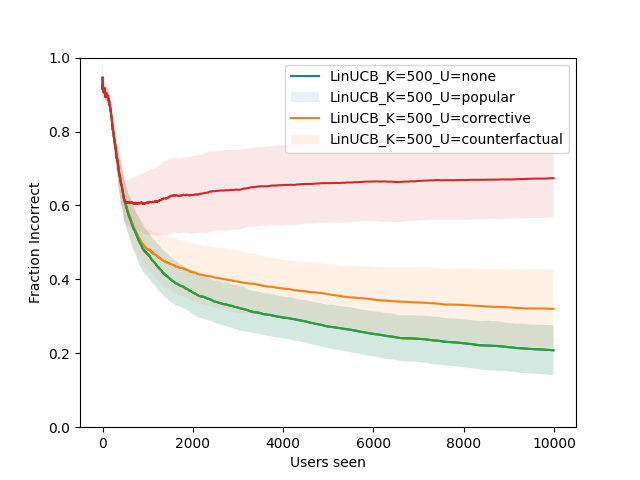 1.0
0.8
0.6
0.4
0.2
0.0
Fraction Incorrect
LinUCB_K=500_U=none
LinUCB_K=500_U=popular
LinUCB_K=500_U=corrective
LinUCB_K=500_U=counterfactual
0 2000 4000 6000 8000 10000
Users seen